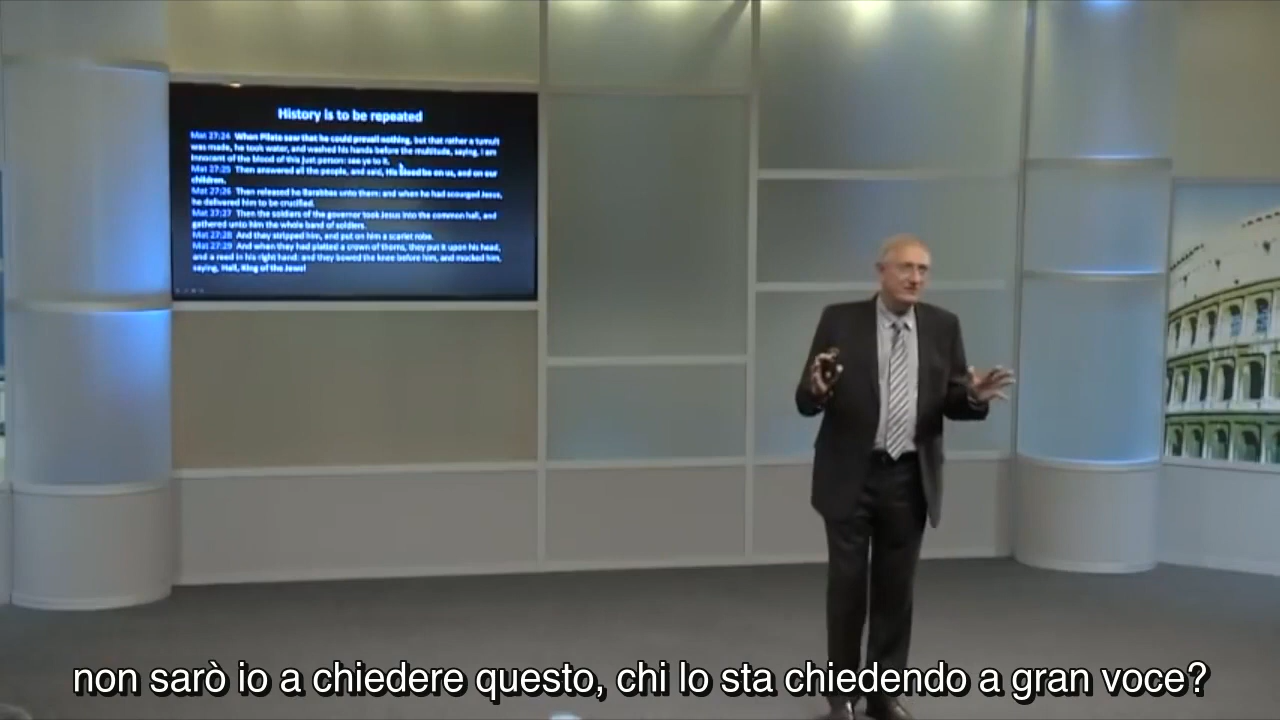 History is to be repeated
Mat 27:24 When Pilate saw that he could prevail nothing, but that rather a tumult
was made, he took water, and washed his hands before the multitude, saying, I am
innocent of the blood of this just person: see ye to it.
Mat 27:25 Then answered all the people, and said, His blood be on us, and on our
children.
Mat 27:26 Then released he Barabbas unto them: and when he had scourged Jesus,
he delivered him to be crucified.
Mat 27:27 Then the soldiers of the governor took Jesus into the common hall, and
gathered unto him the whole band of soldiers.
Mat 27:28 And they stripped him, and put on him a scarlet robe.
Mat 27:29 And when they had platted a crown of thorns, they put it upon his head,
and a reed in his right hand: and they bowed the knee before him, and mocked him,
saying, Hail, King of the Jews!
non sarò io a chiedere questo, chi lo sta chiedendo a gran voce?